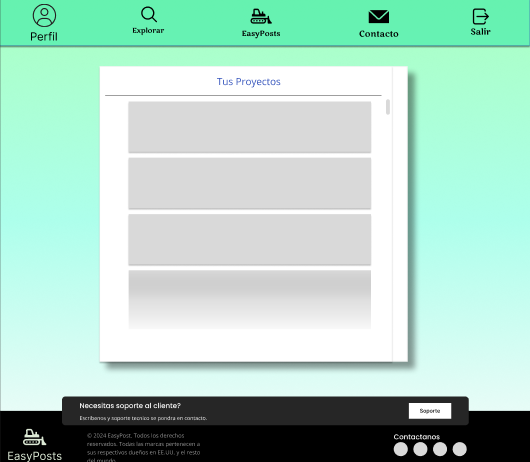 Perfil
Explorar
EasyPosts
Contacto
Salir
Tus Proyectos
Necesitas soporte al cliente?
Escribenos y soporte tecnico se pondra en contacto.
Soporte
EasyPosts
© 2024 EasyPost. Todos los derechos
reservados. Todas las marcas pertenecen a
sus respectivos dueños en EE.UU. y el resto
del mundo.
Contactanos